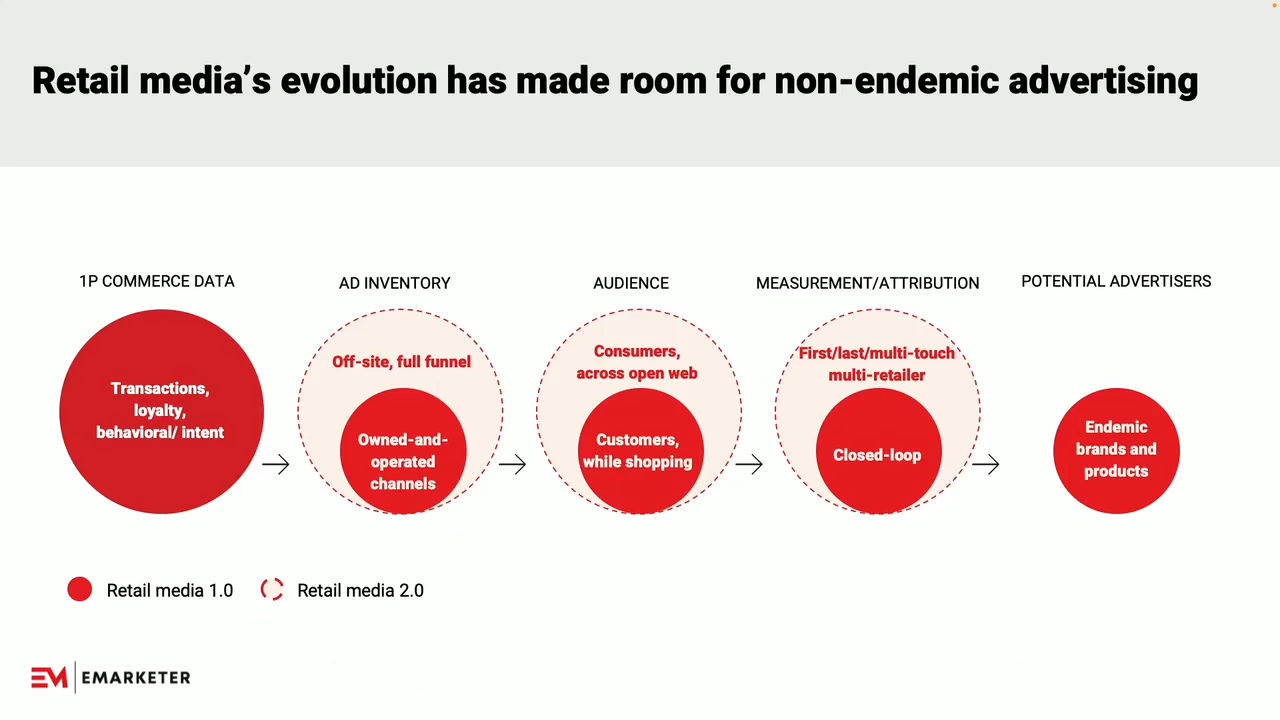 Retail media’s evolution has made room for non-endemic advertising
1P COMMERCE DATA
Transactions,
loyalty,
behavioral/ intent
AD INVENTORY
Off-site, full funnel
Owned-and-
operated
channels
AUDIENCE
Consumers,
across open web
Customers,
while shopping
MEASUREMENT/ATTRIBUTION
First/last/multi-touch
multi-retailer
Closed-loop
POTENTIAL ADVERTISERS
Endemic
brands and
products
Retail media 1.0
Retail media 2.0
EM EMARKETER